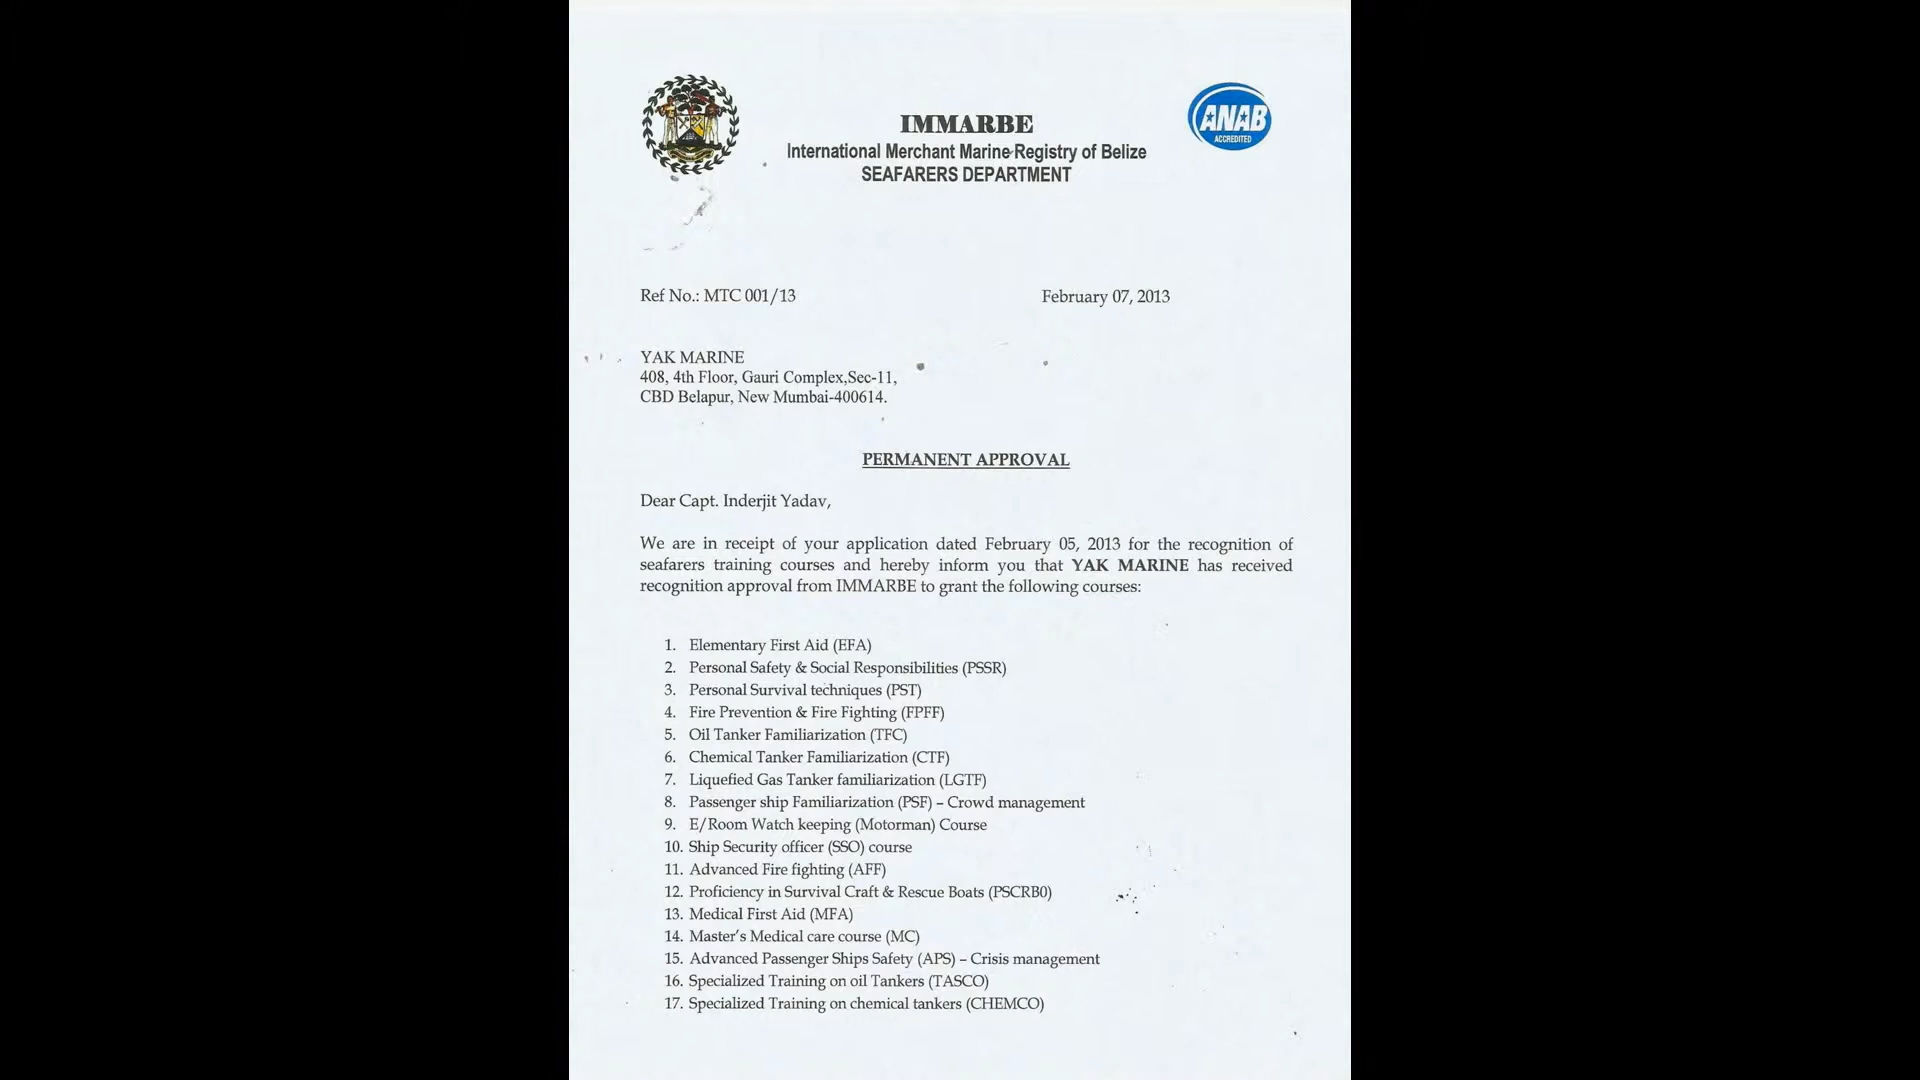 IMMARBE
International Merchant Marine Registry of Belize
SEAFARERS DEPARTMENT
ANAB
ACCREDITED
Ref No.: MTC 001/13 February 07, 2013
YAK MARINE
408, 4th Floor, Gauri Complex,Sec-11,
CBD Belapur, New Mumbai-400614.
PERMANENT APPROVAL
Dear Capt. Inderjit Yadav,
We are in receipt of your application dated February 05, 2013 for the recognition of
seafarers training courses and hereby inform you that YAK MARINE has received
recognition approval from IMMARBE to grant the following courses:
1. Elementary First Aid (EFA)
2. Personal Safety & Social Responsibilities (PSSR)
3. Personal Survival techniques (PST)
4. Fire Prevention & Fire Fighting (FPFF)
5. Oil Tanker Familiarization (TFC)
6. Chemical Tanker Familiarization (CTF)
7. Liquefied Gas Tanker familiarization (LGTF)
8. Passenger ship Familiarization (PSF) – Crowd management
9. E/Room Watch keeping (Motorman) Course
10. Ship Security officer (SSO) course
11. Advanced Fire fighting (AFF)
12. Proficiency in Survival Craft & Rescue Boats (PSCRB0)
13. Medical First Aid (MFA)
14. Master's Medical care course (MC)
15. Advanced Passenger Ships Safety (APS) – Crisis management
16. Specialized Training on oil Tankers (TASCO)
17. Specialized Training on chemical tankers (CHEMCO)